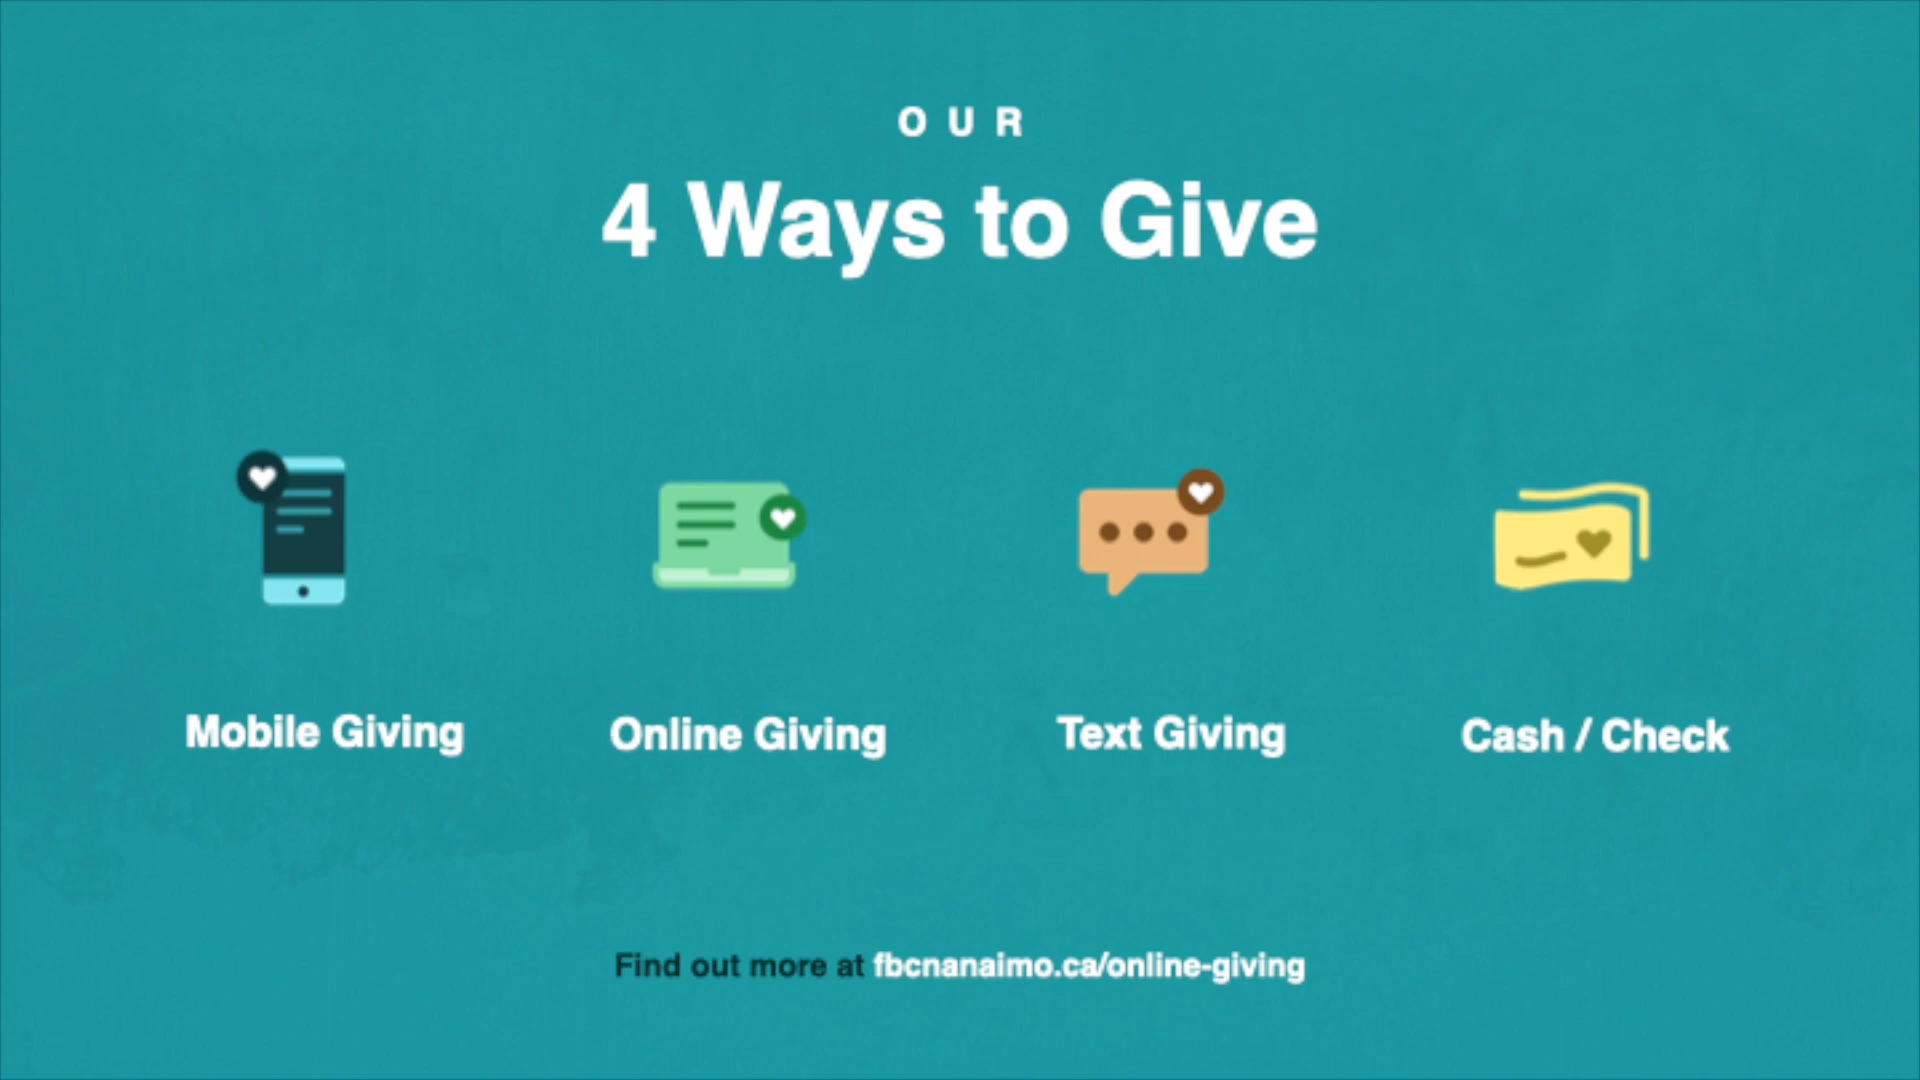 OUR
4 Ways to Give
Mobile Giving
Online Giving
Text Giving
Cash / Check
Find out more at fbcnanaimo.ca/online-giving